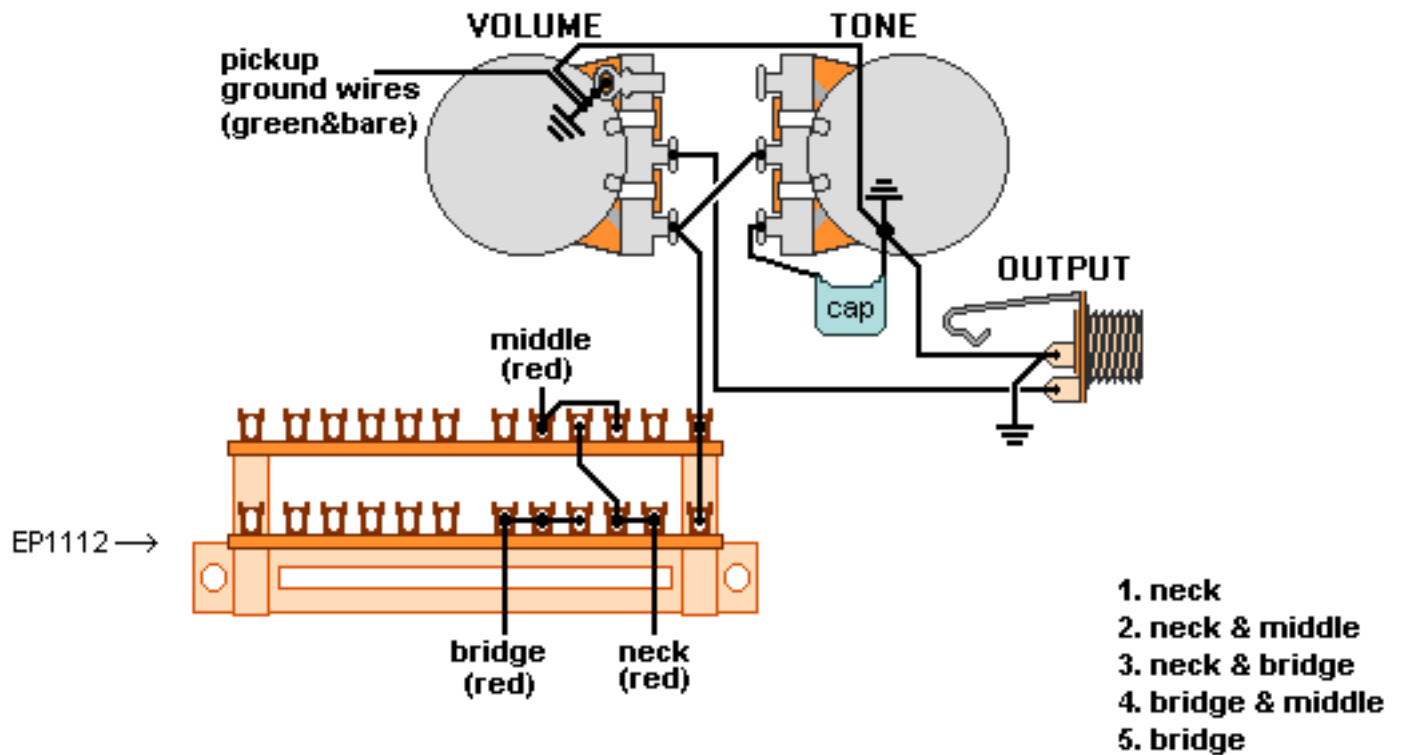 VOLUME
TONE
pickup
ground wires
(green&bare)
OUTPUT
cap
middle
(red)
EP1112
bridge
(red)
neck
(red)
1. neck
2. neck & middle
3. neck & bridge
4. bridge & middle
5. bridge